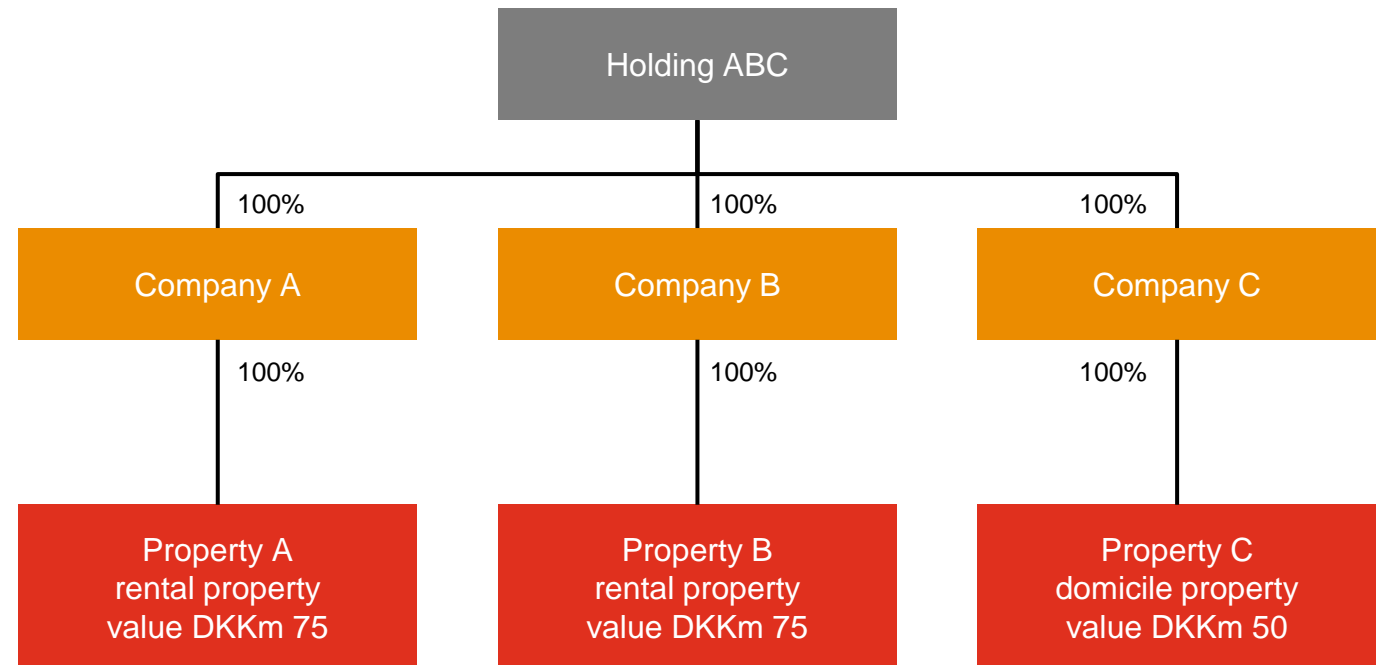 Holding ABC
100%
100%
100%
Company A
Company B
Company C
100%
100%
100%
Property A
rental property
value DKKm 75
Property B
rental property
value DKKm 75
Property C
domicile property
value DKKm 50